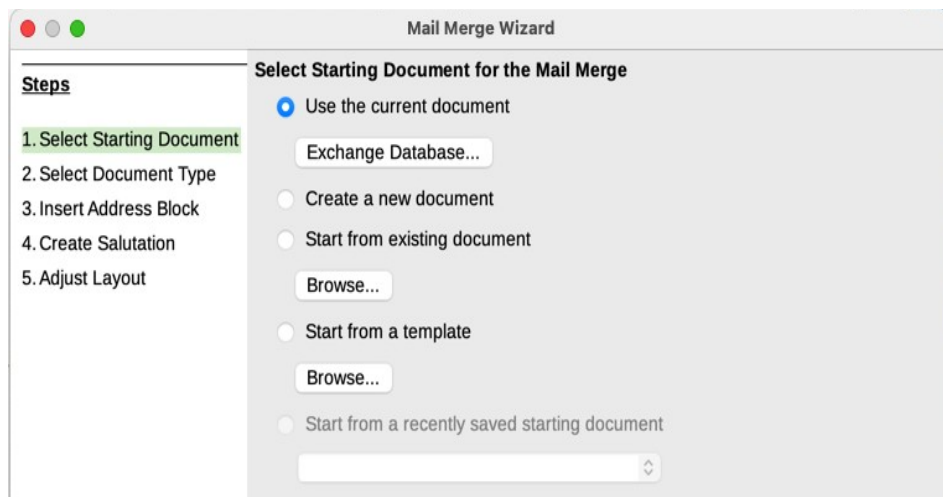 Mail Merge Wizard
Steps
1. Select Starting Document
2. Select Document Type
3. Insert Address Block
4. Create Salutation
5. Adjust Layout
Select Starting Document for the Mail Merge
Use the current document
Exchange Database...
Create a new document
Start from existing document
Browse...
Start from a template
Browse...
Start from a recently saved starting document